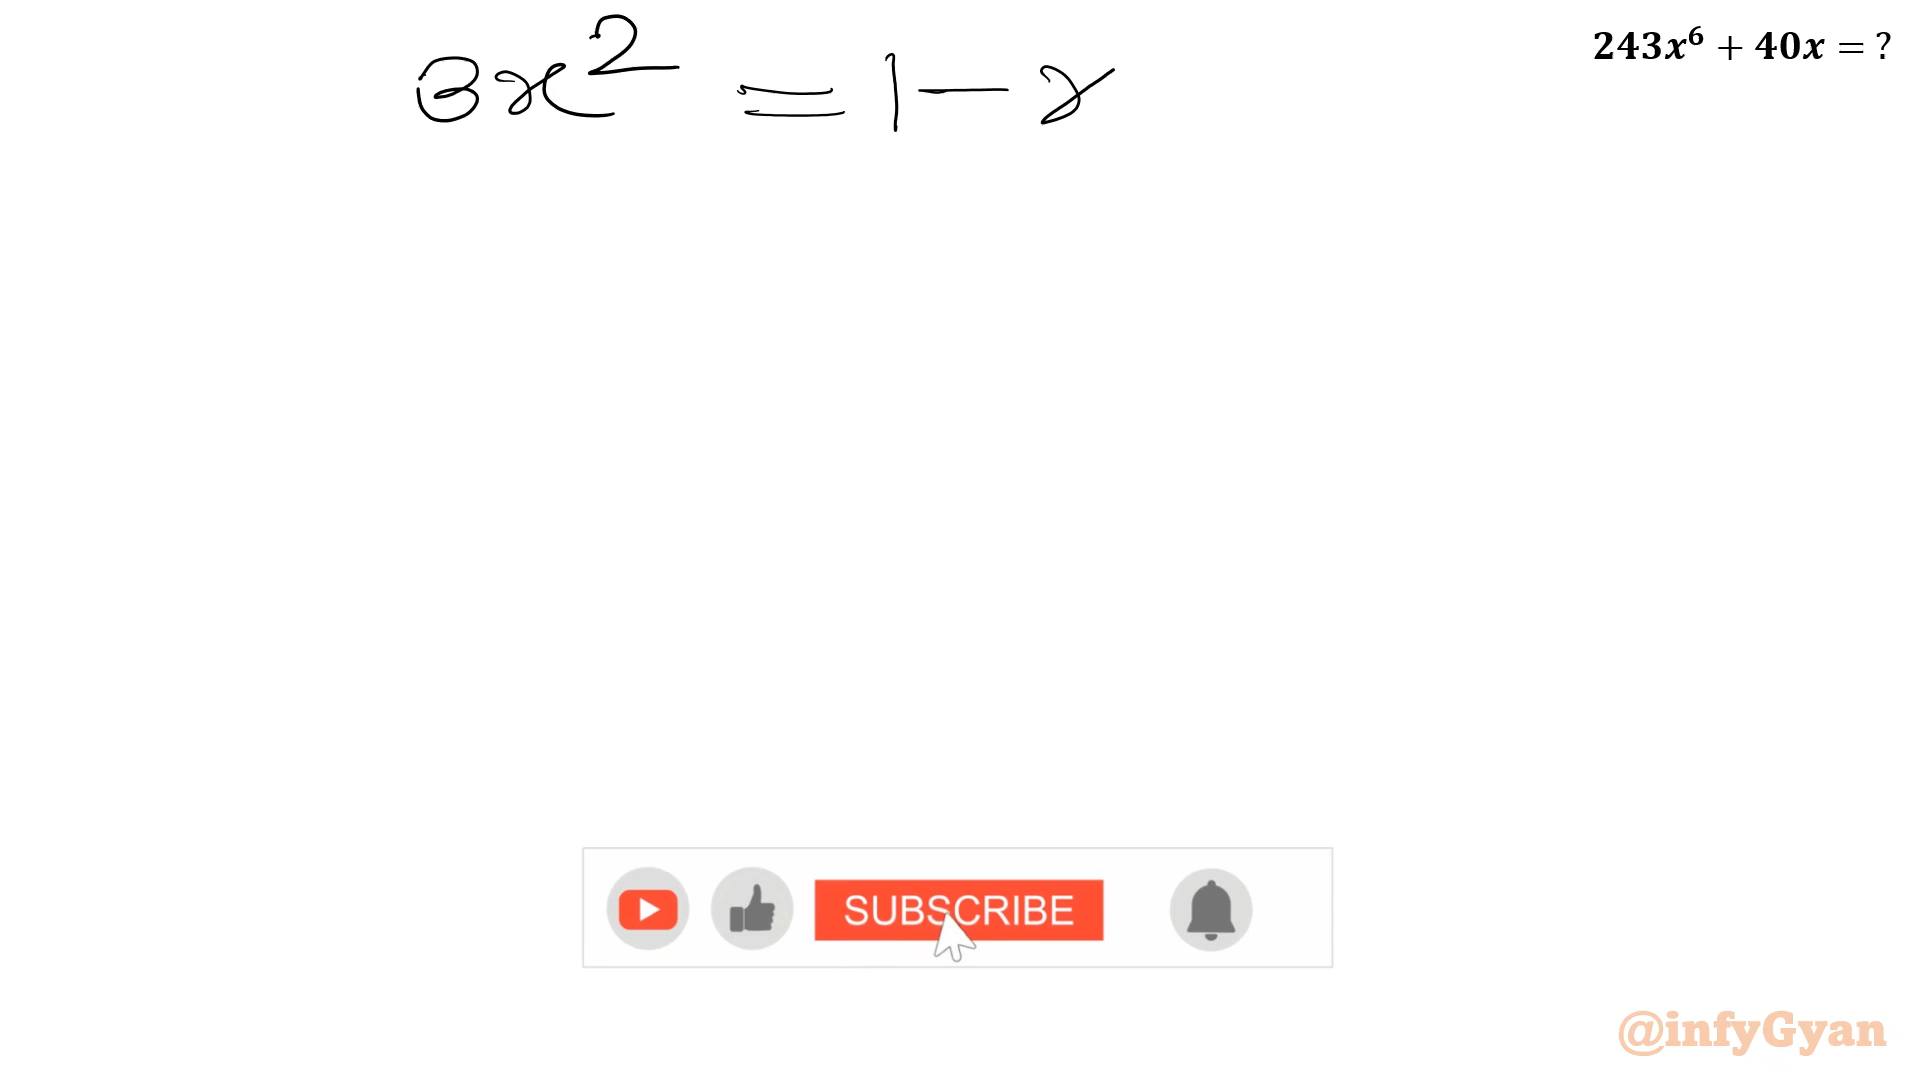 3x² = 1 - x
243x⁶ + 40x = ?
SUBSCRIBE
@infyGyan